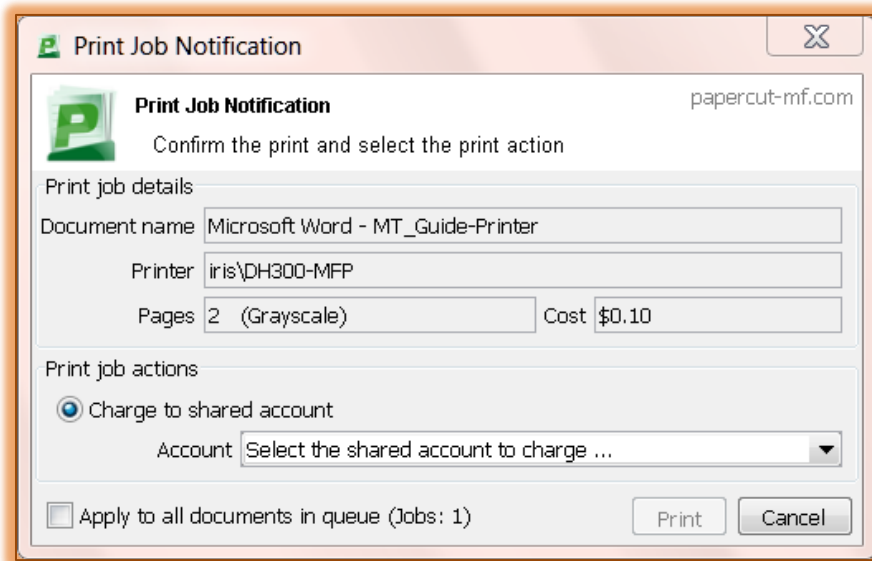 Print Job Notification
Print Job Notification
papercut-mf.com
Confirm the print and select the print action
Print job details
Document name Microsoft Word - MT_Guide-Printer
Printer iris\DH300-MFP
Pages 2 (Grayscale) Cost $0.10
Print job actions
Charge to shared account
Account Select the shared account to charge ...
Apply to all documents in queue (Jobs: 1) Print Cancel